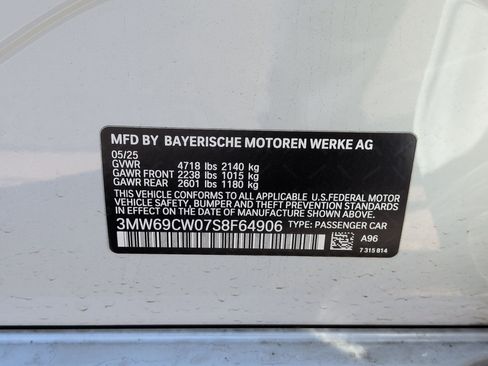 MFD BY BAYERISCHE MOTOREN WERKE AG
05/25
GVWR 4718 lbs 2140 kg
GAWR FRONT 2238 lbs 1015 kg
GAWR REAR 2601 lbs 1180 kg
THIS VEHICLE CONFORMS TO ALL APPLICABLE U.S.FEDERAL MOTOR
VEHICLE SAFETY, BUMPER, AND THEFT PREVENTION STANDARDS
IN EFFECT ON THE DATE OF MANUFACTURE SHOWN ABOVE.
3MW69CW07S8F64906 TYPE: PASSENGER CAR
A96
7 315 814